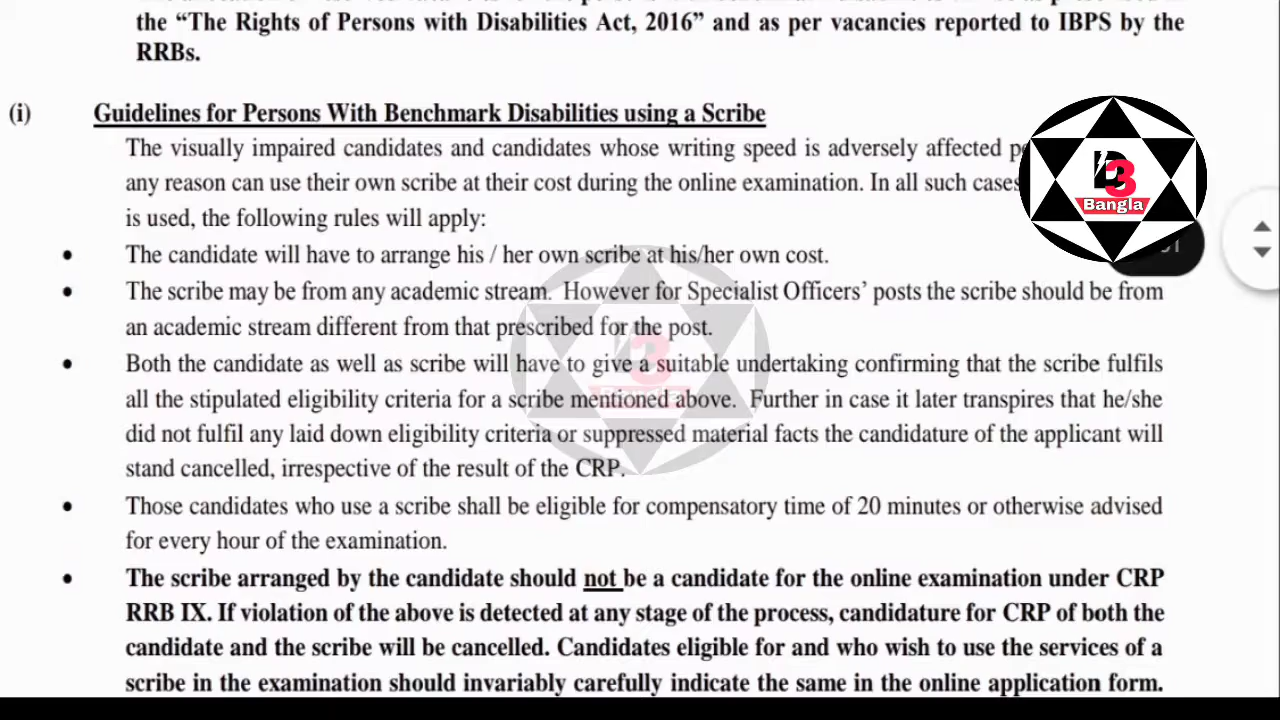 the “The Rights of Persons with Disabilities Act, 2016” and as per vacancies reported to IBPS by the
RRBs.
(i) Guidelines for Persons With Benchmark Disabilities using a Scribe
The visually impaired candidates and candidates whose writing speed is adversely affected
any reason can use their own scribe at their cost during the online examination. In all such cases
is used, the following rules will apply:
• The candidate will have to arrange his / her own scribe at his/her own cost.
• The scribe may be from any academic stream. However for Specialist Officers’ posts the scribe should be from
an academic stream different from that prescribed for the post.
• Both the candidate as well as scribe will have to give a suitable undertaking confirming that the scribe fulfils
all the stipulated eligibility criteria for a scribe mentioned above. Further in case it later transpires that he/she
did not fulfil any laid down eligibility criteria or suppressed material facts the candidature of the applicant will
stand cancelled, irrespective of the result of the CRP.
• Those candidates who use a scribe shall be eligible for compensatory time of 20 minutes or otherwise advised
for every hour of the examination.
• The scribe arranged by the candidate should not be a candidate for the online examination under CRP
RRB IX. If violation of the above is detected at any stage of the process, candidature for CRP of both the
candidate and the scribe will be cancelled. Candidates eligible for and who wish to use the services of a
scribe in the examination should invariably carefully indicate the same in the online application form.
B3
Bangla